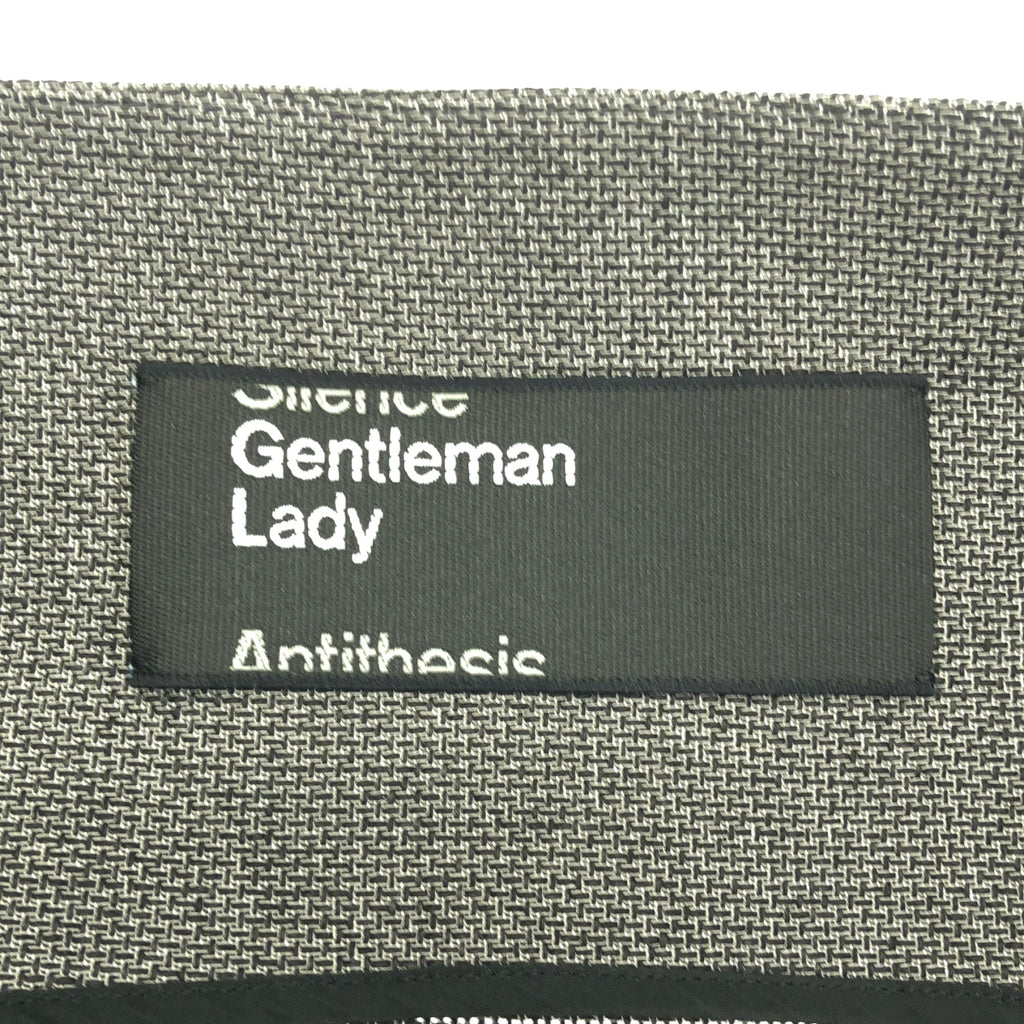 Silence
Gentleman
Lady
Antithesis